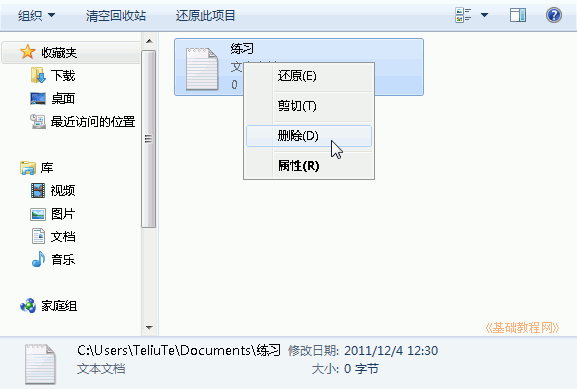 组织 清空回收站 还原此项目
收藏夹
下载
桌面
最近访问的位置
库
视频
图片
文档
音乐
家庭组
练习
0
还原(E)
剪切(T)
删除(D)
属性(R)
《基础教程网》
C:\Users\TeliuTe\Documents\练习 修改日期: 2011/12/4 12:30
文本文档 大小: 0 字节